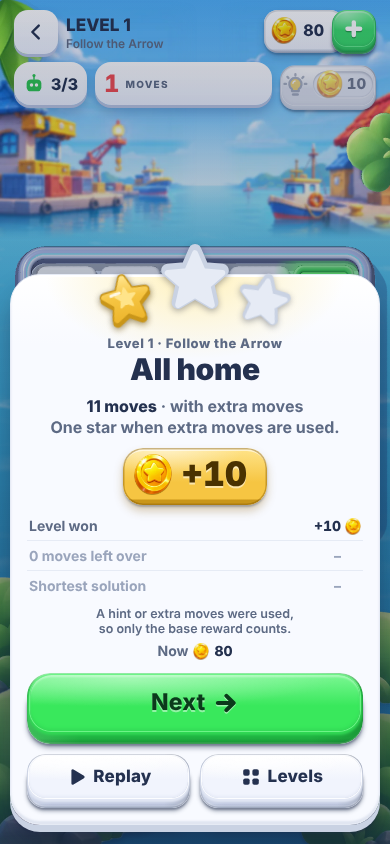 LEVEL 1
Follow the Arrow
80
3/3
1 MOVES
10
Level 1 · Follow the Arrow
All home
11 moves · with extra moves
One star when extra moves are used.
+10
Level won +10
0 moves left over –
Shortest solution –
A hint or extra moves were used,
so only the base reward counts.
Now 80
Next
Replay
Levels